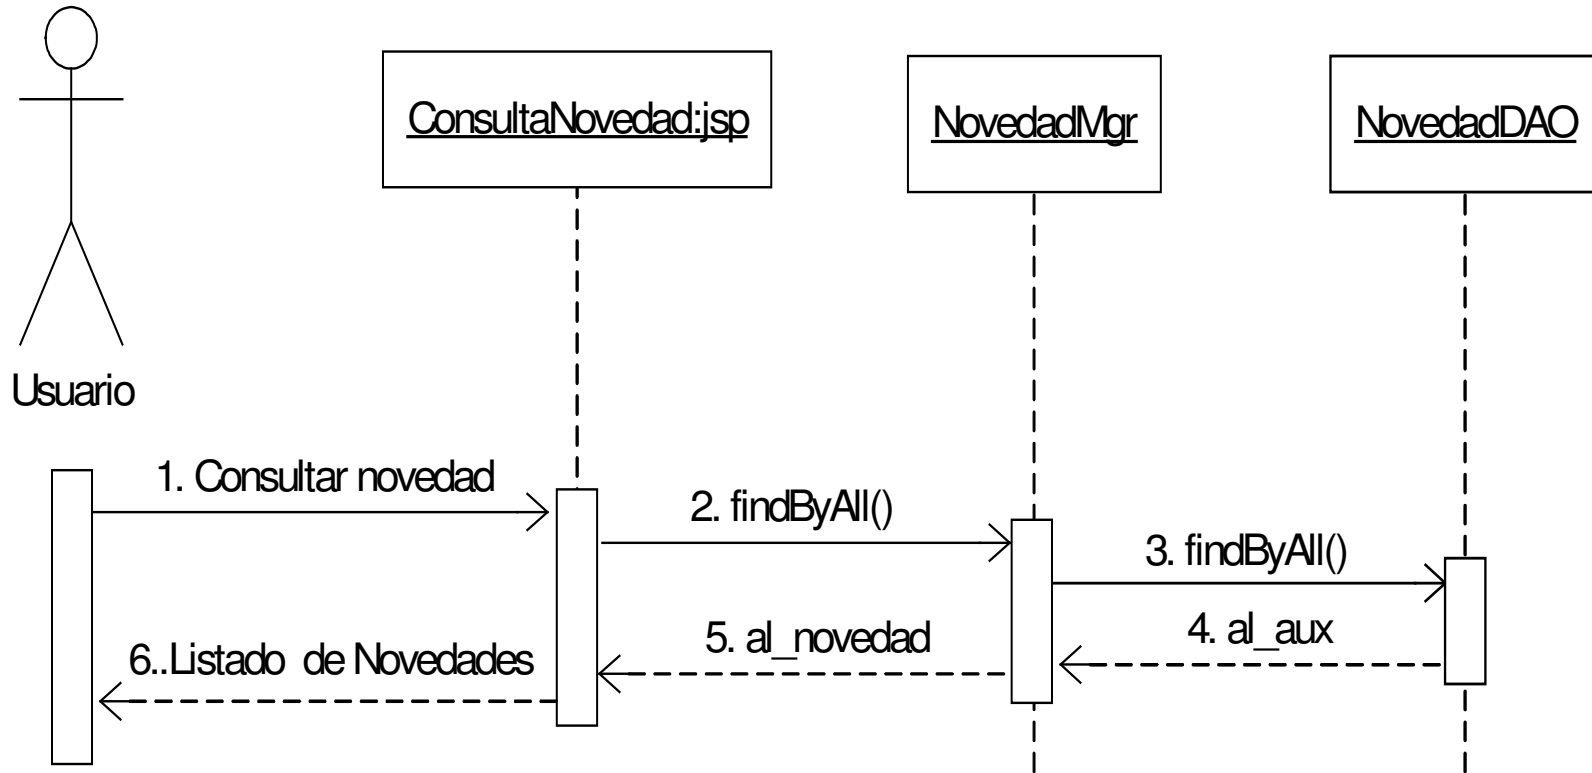 ConsultaNovedad:jsp
NovedadMgr
NovedadDAO
Usuario
1. Consultar novedad
2. findByAll()
3. findByAll()
4. al_aux
5. al_novedad
6..Listado de Novedades